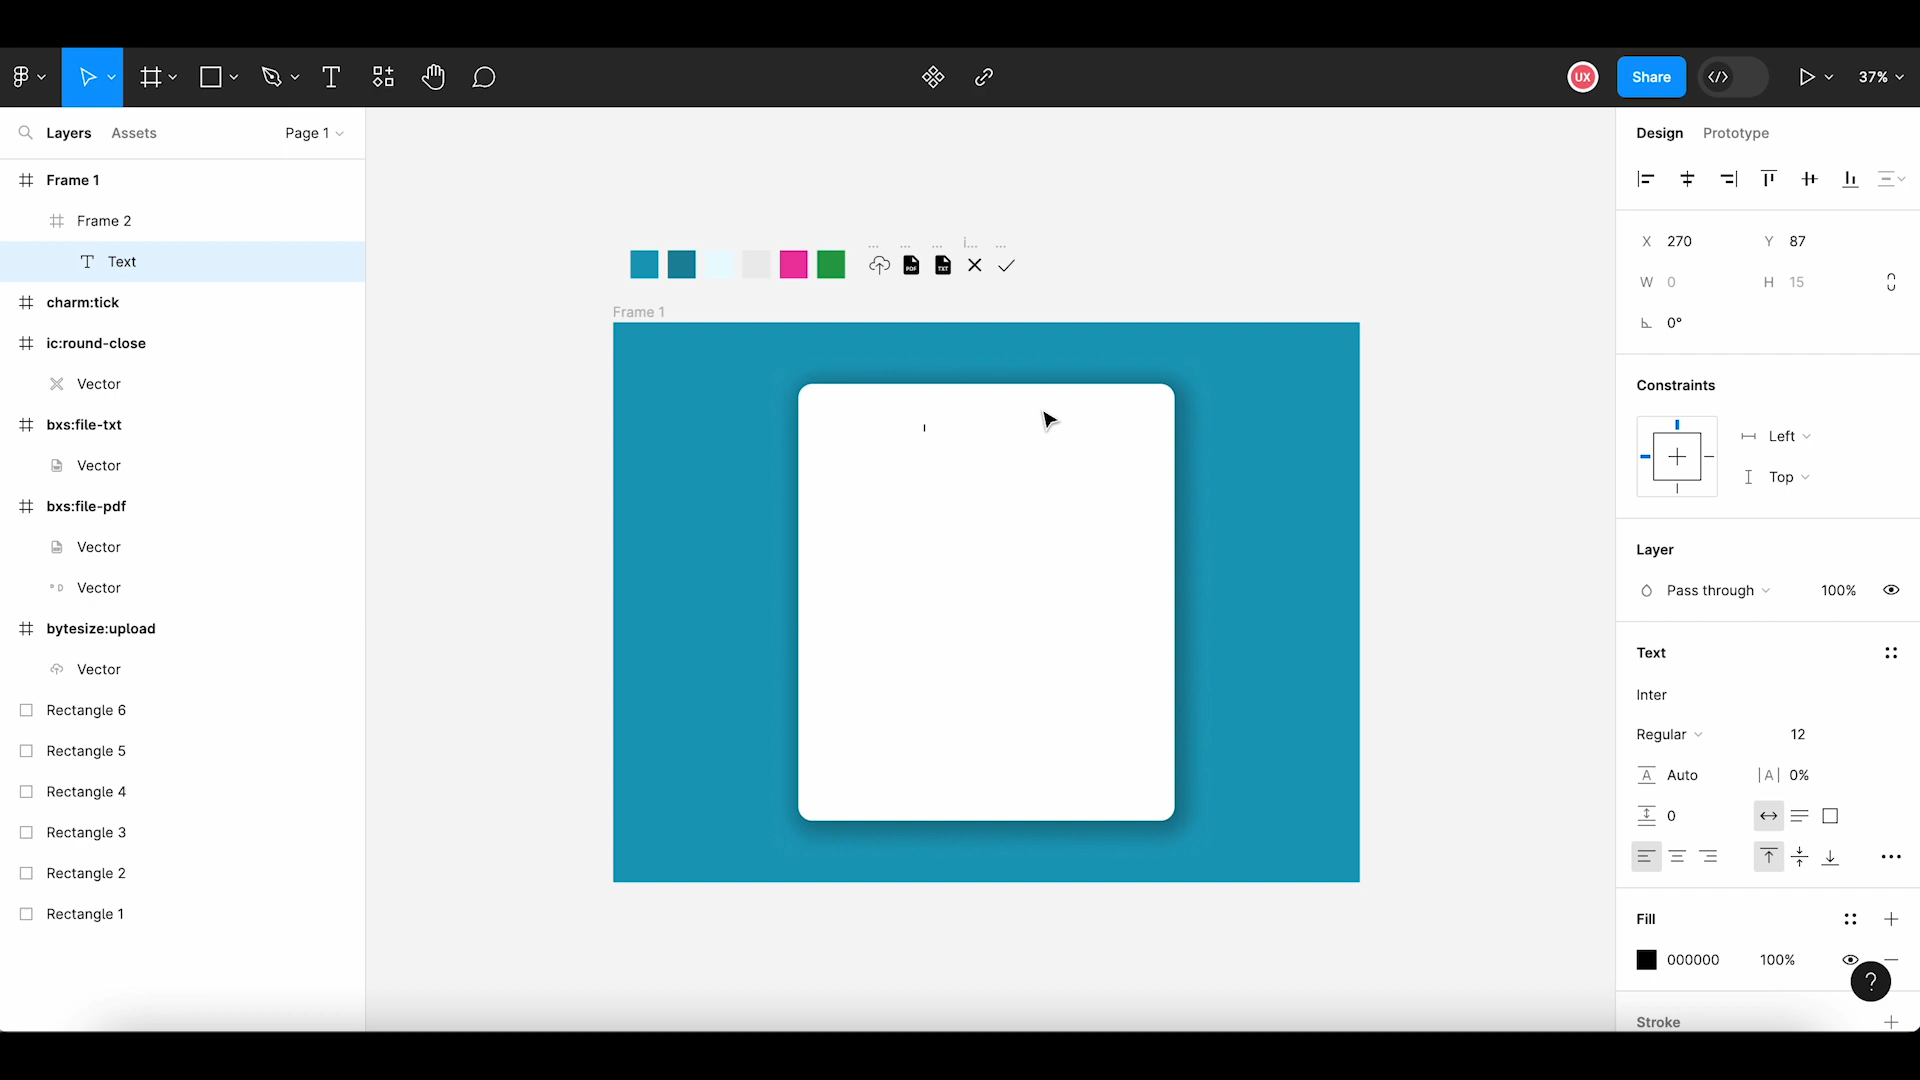 UX
Share
37%
Layers
Assets
Page 1
Design
Prototype
Frame 1
Frame 2
Text
charm:tick
ic:round-close
Vector
bxs:file-txt
Vector
bxs:file-pdf
Vector
Vector
bytesize:upload
Vector
Rectangle 6
Rectangle 5
Rectangle 4
Rectangle 3
Rectangle 2
Rectangle 1
...
...
...
i...
...
PDF
TXT
Frame 1
X 270
Y 87
W 0
H 15
0°
Constraints
Left
Top
Layer
Pass through
100%
Text
Inter
Regular
12
A Auto
|A| 0%
0
Fill
000000
100%
?
Stroke